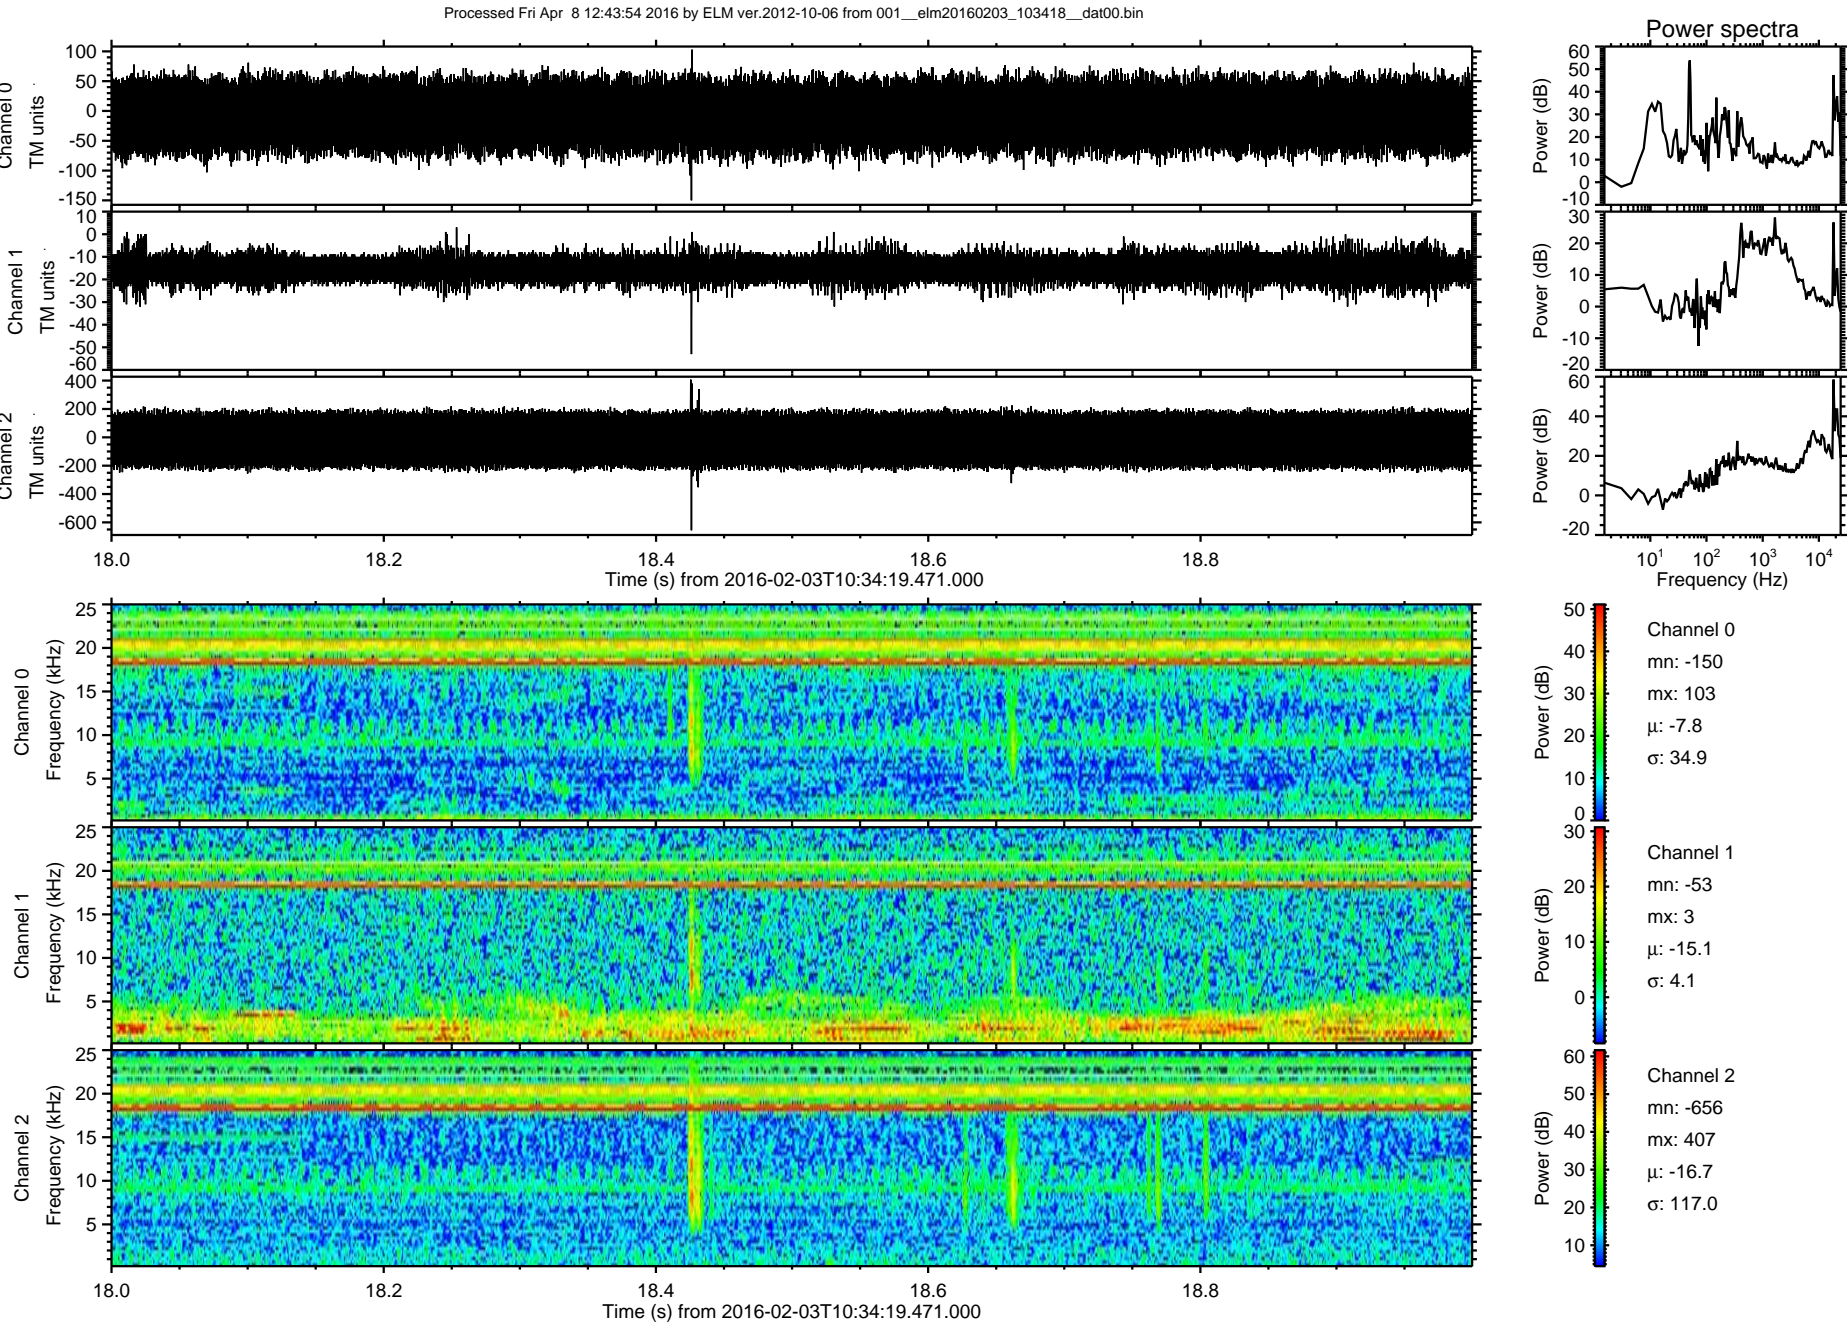 Processed Fri Apr  8 12:43:54 2016 by ELM ver.2012-10-06 from 001__elm20160203_103418__dat00.bin
Power spectra
Channel 0
TM units
100
50
0
-50
-100
-150
Power (dB)
60
50
40
30
20
10
0
-10
Channel 1
TM units
10
0
-10
-20
-30
-40
-50
-60
Power (dB)
30
20
10
0
-10
-20
Channel 2
TM units
400
200
0
-200
-400
-600
Power (dB)
60
40
20
0
-20
18.0 18.2 18.4 18.6 18.8
Time (s) from 2016-02-03T10:34:19.471.000
10^1 10^2 10^3 10^4
Frequency (Hz)
Channel 0
Frequency (kHz)
25
20
15
10
5
Power (dB)
50
40
30
20
10
0
Channel 0
mn: -150
mx: 103
μ: -7.8
σ: 34.9
Channel 1
Frequency (kHz)
25
20
15
10
5
Power (dB)
30
20
10
0
Channel 1
mn: -53
mx: 3
μ: -15.1
σ: 4.1
Channel 2
Frequency (kHz)
25
20
15
10
5
Power (dB)
60
50
40
30
20
10
Channel 2
mn: -656
mx: 407
μ: -16.7
σ: 117.0
18.0 18.2 18.4 18.6 18.8
Time (s) from 2016-02-03T10:34:19.471.000